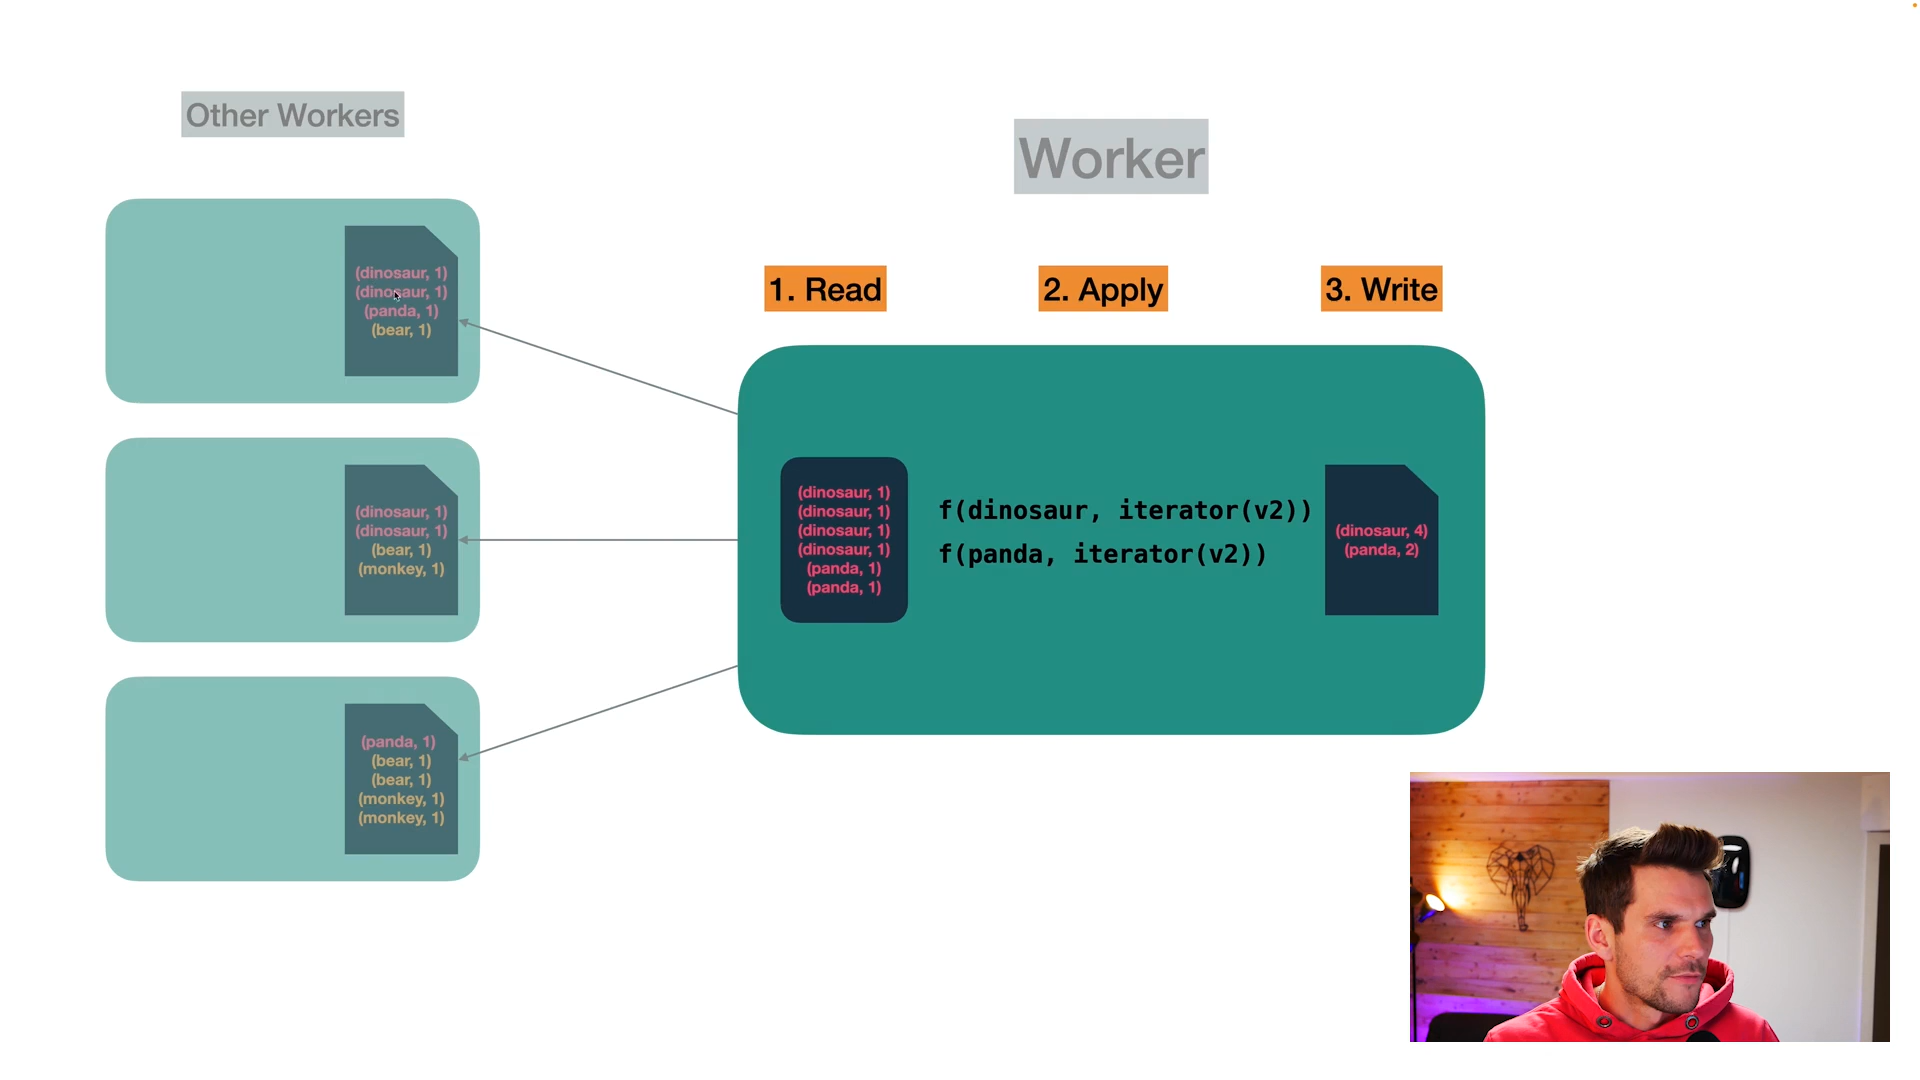 Other Workers
(dinosaur, 1)
(dinosaur, 1)
(panda, 1)
(bear, 1)
(dinosaur, 1)
(dinosaur, 1)
(bear, 1)
(monkey, 1)
(panda, 1)
(bear, 1)
(bear, 1)
(monkey, 1)
(monkey, 1)
Worker
1. Read
2. Apply
3. Write
(dinosaur, 1)
(dinosaur, 1)
(dinosaur, 1)
(dinosaur, 1)
(panda, 1)
(panda, 1)
f(dinosaur, iterator(v2))
f(panda, iterator(v2))
(dinosaur, 4)
(panda, 2)